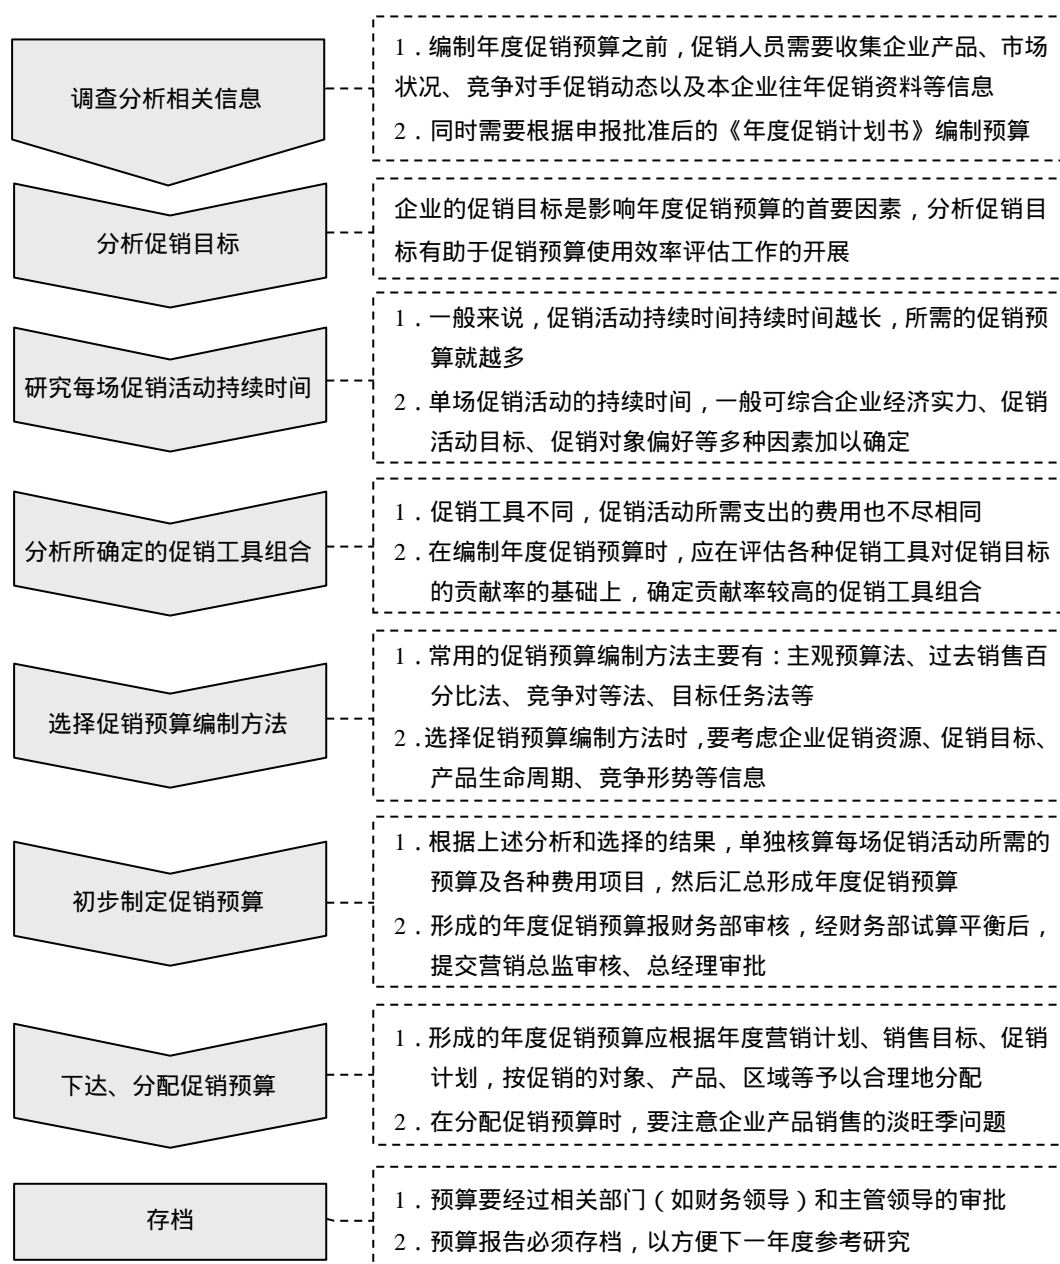 调查分析相关信息
1．编制年度促销预算之前，促销人员需要收集企业产品、市场
状况、竞争对手促销动态以及本企业往年促销资料等信息
2．同时需要根据申报批准后的《年度促销计划书》编制预算
分析促销目标
企业的促销目标是影响年度促销预算的首要因素，分析促销目
标有助于促销预算使用效率评估工作的开展
研究每场促销活动持续时间
1．一般来说，促销活动持续时间持续时间越长，所需的促销预
算就越多
2．单场促销活动的持续时间，一般可综合企业经济实力、促销
活动目标、促销对象偏好等多种因素加以确定
分析所确定的促销工具组合
1．促销工具不同，促销活动所需支出的费用也不尽相同
2．在编制年度促销预算时，应在评估各种促销工具对促销目标
的贡献率的基础上，确定贡献率较高的促销工具组合
选择促销预算编制方法
1．常用的促销预算编制方法主要有：主观预算法、过去销售百
分比法、竞争对等法、目标任务法等
2．选择促销预算编制方法时，要考虑企业促销资源、促销目标、
产品生命周期、竞争形势等信息
初步制定促销预算
1．根据上述分析和选择的结果，单独核算每场促销活动所需的
预算及各种费用项目，然后汇总形成年度促销预算
2．形成的年度促销预算报财务部审核，经财务部试算平衡后，
提交营销总监审核、总经理审批
下达、分配促销预算
1．形成的年度促销预算应根据年度营销计划、销售目标、促销
计划，按促销的对象、产品、区域等予以合理地分配
2．在分配促销预算时，要注意企业产品销售的淡旺季问题
存档
1．预算要经过相关部门（如财务领导）和主管领导的审批
2．预算报告必须存档，以方便下一年度参考研究